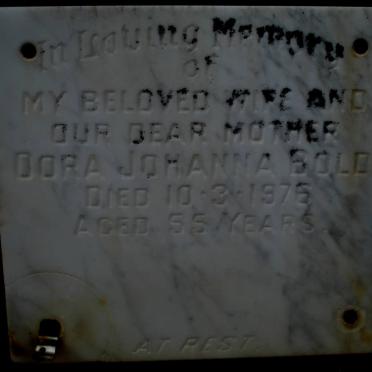 In Loving Memory
of
MY BELOVED WIFE AND
OUR DEAR MOTHER
DORA JOHANNA BOLD
DIED 10·3·1976
AGED 55 YEARS.
AT REST